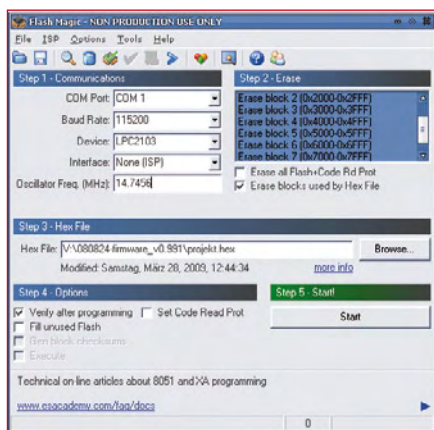 Flash Magic - NON PRODUCTION USE ONLY
File ISP Options Tools Help
Step 1 - Communications
COM Port: COM 1
Baud Rate: 115200
Device: LPC2103
Interface: None (ISP)
Oscillator Freq. (MHz): 14.7456
Step 2 - Erase
Erase block 2 (0x2000-0x2FFF)
Erase block 3 (0x3000-0x3FFF)
Erase block 4 (0x4000-0x4FFF)
Erase block 5 (0x5000-0x5FFF)
Erase block 6 (0x6000-0x6FFF)
Erase block 7 (0x7000-0x7FFF)
Erase all Flash+Code Rd Prot
Erase blocks used by Hex File
Step 3 - Hex File
Hex File: V:\080824-firmware_v0.991\projekt.hex Browse...
Modified: Samstag, März 28, 2009, 12:44:34 more info
Step 4 - Options
Verify after programming Set Code Read Prot
Fill unused Flash
Gen block checksums
Execute
Step 5 - Start!
Start
Technical on line articles about 8051 and XA programming
www.esacademy.com/faq/docs
0